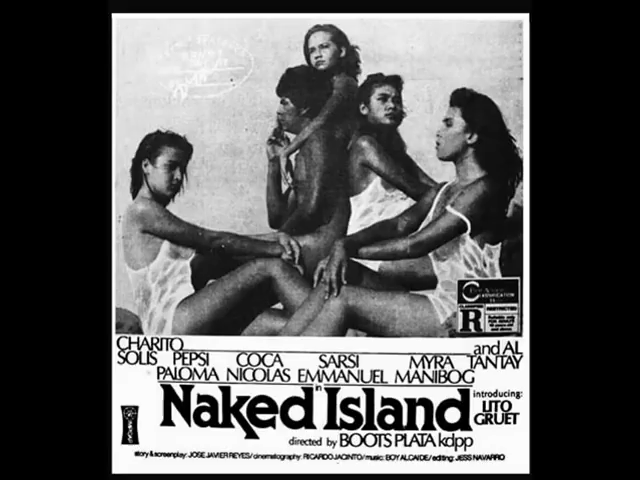 R
RESTRICTED
CHARITO SOLIS
PEPSI PALOMA
COCA NICOLAS
SARSI EMMANUEL
MYRA MANIBOG
and AL TANTAY
in
Naked Island
introducing:
LITO GRUET
directed by BOOTS PLATA kdpp
story & screenplay: JOSE JAVIER REYES/cinematography: RICARDO JACINTO/music: BOY ALCAIDE/editing: JESS NAVARRO